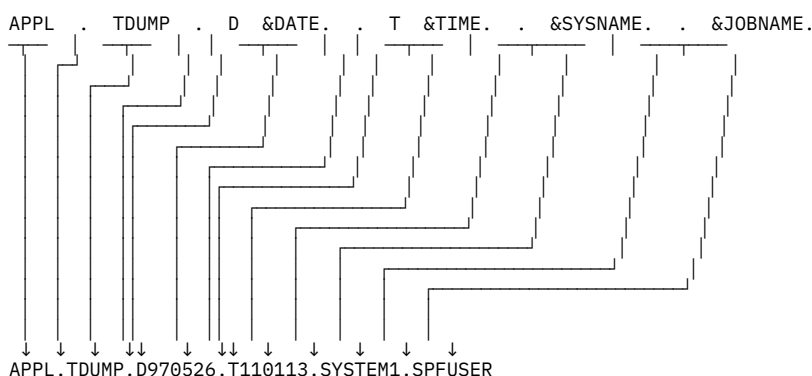 APPL . TDUMP . D &DATE. . T &TIME. . &SYSNAME. . &JOBNAME.
APPL.TDUMP.D970526.T110113.SYSTEM1.SPFUSER